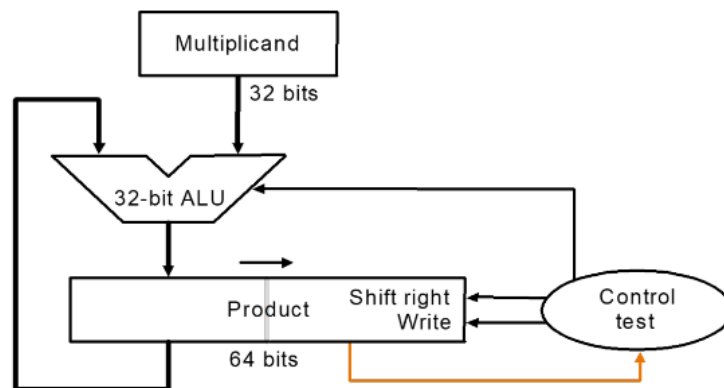 Multiplicand
32 bits
32-bit ALU
Product
Shift right
Write
64 bits
Control
test